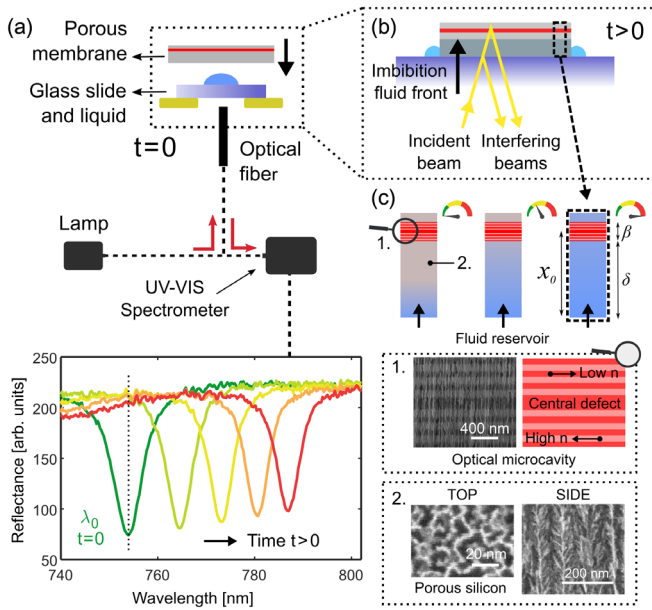 (a)
Porous
membrane
Glass slide
and liquid
t=0
Optical
fiber
Lamp
UV-VIS
Spectrometer
(b)
t>0
Imbibition
fluid front
Incident
beam
Interfering
beams
(c)
1.
2.
x0
β
δ
Fluid reservoir
1.
400 nm
Low n
Central defect
High n
Optical microcavity
2.
TOP
SIDE
20 nm
200 nm
Porous silicon
Reflectance [arb. units]
250
200
150
100
50
λ0
t=0
Time t>0
740
760
780
800
Wavelength [nm]